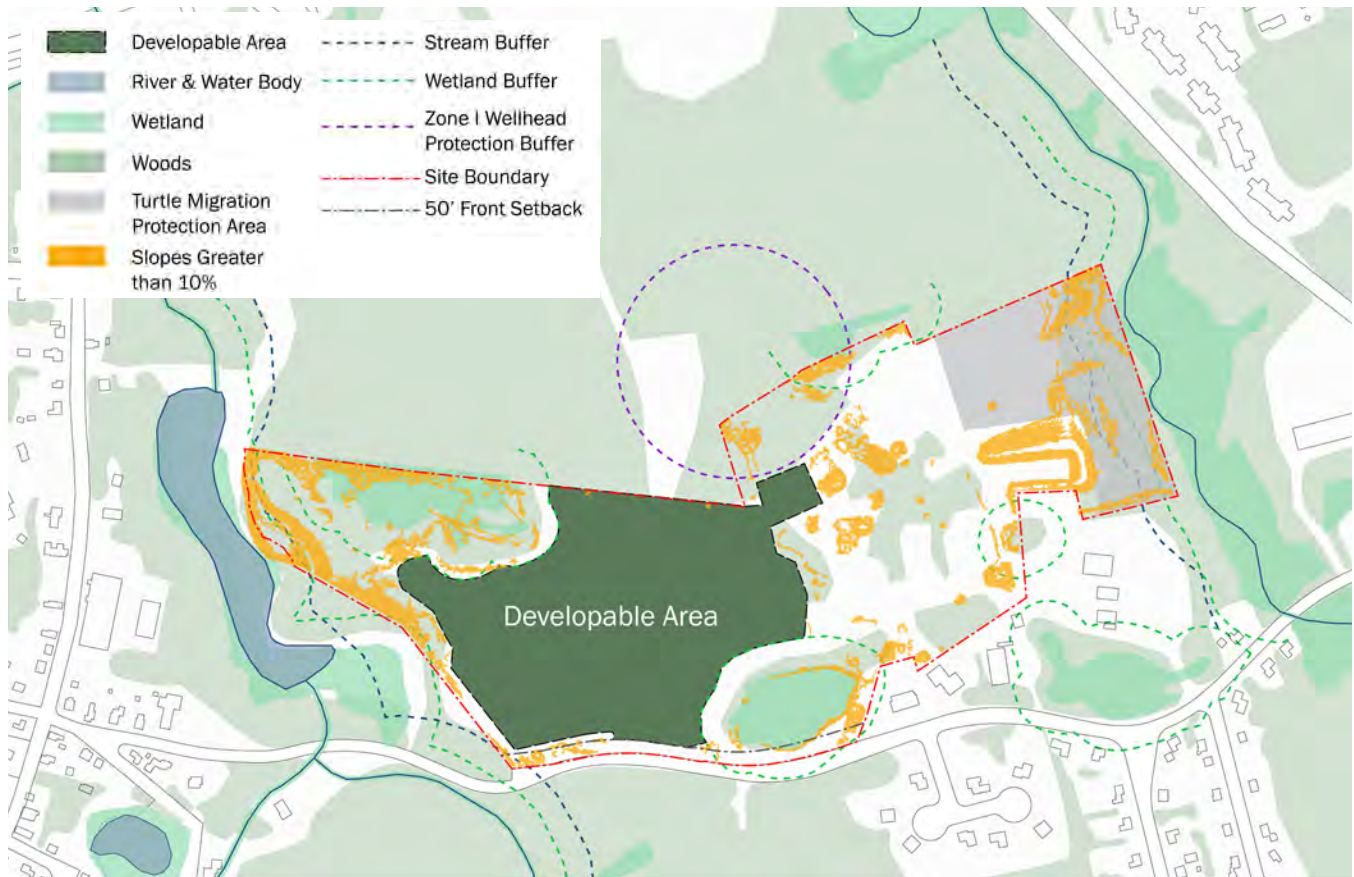 Developable Area
River & Water Body
Wetland
Woods
Turtle Migration
Protection Area
Slopes Greater
than 10%
Stream Buffer
Wetland Buffer
Zone I Wellhead
Protection Buffer
Site Boundary
50' Front Setback
Developable Area